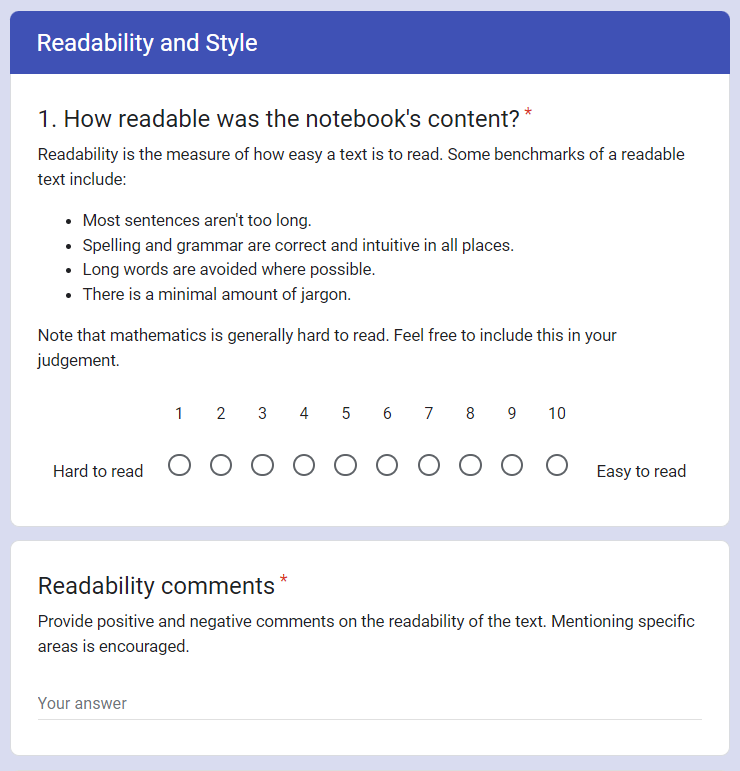 Readability and Style
1. How readable was the notebook's content? *
Readability is the measure of how easy a text is to read. Some benchmarks of a readable
text include:
• Most sentences aren't too long.
• Spelling and grammar are correct and intuitive in all places.
• Long words are avoided where possible.
• There is a minimal amount of jargon.
Note that mathematics is generally hard to read. Feel free to include this in your
judgement.
1 2 3 4 5 6 7 8 9 10
Hard to read Easy to read
Readability comments *
Provide positive and negative comments on the readability of the text. Mentioning specific
areas is encouraged.
Your answer